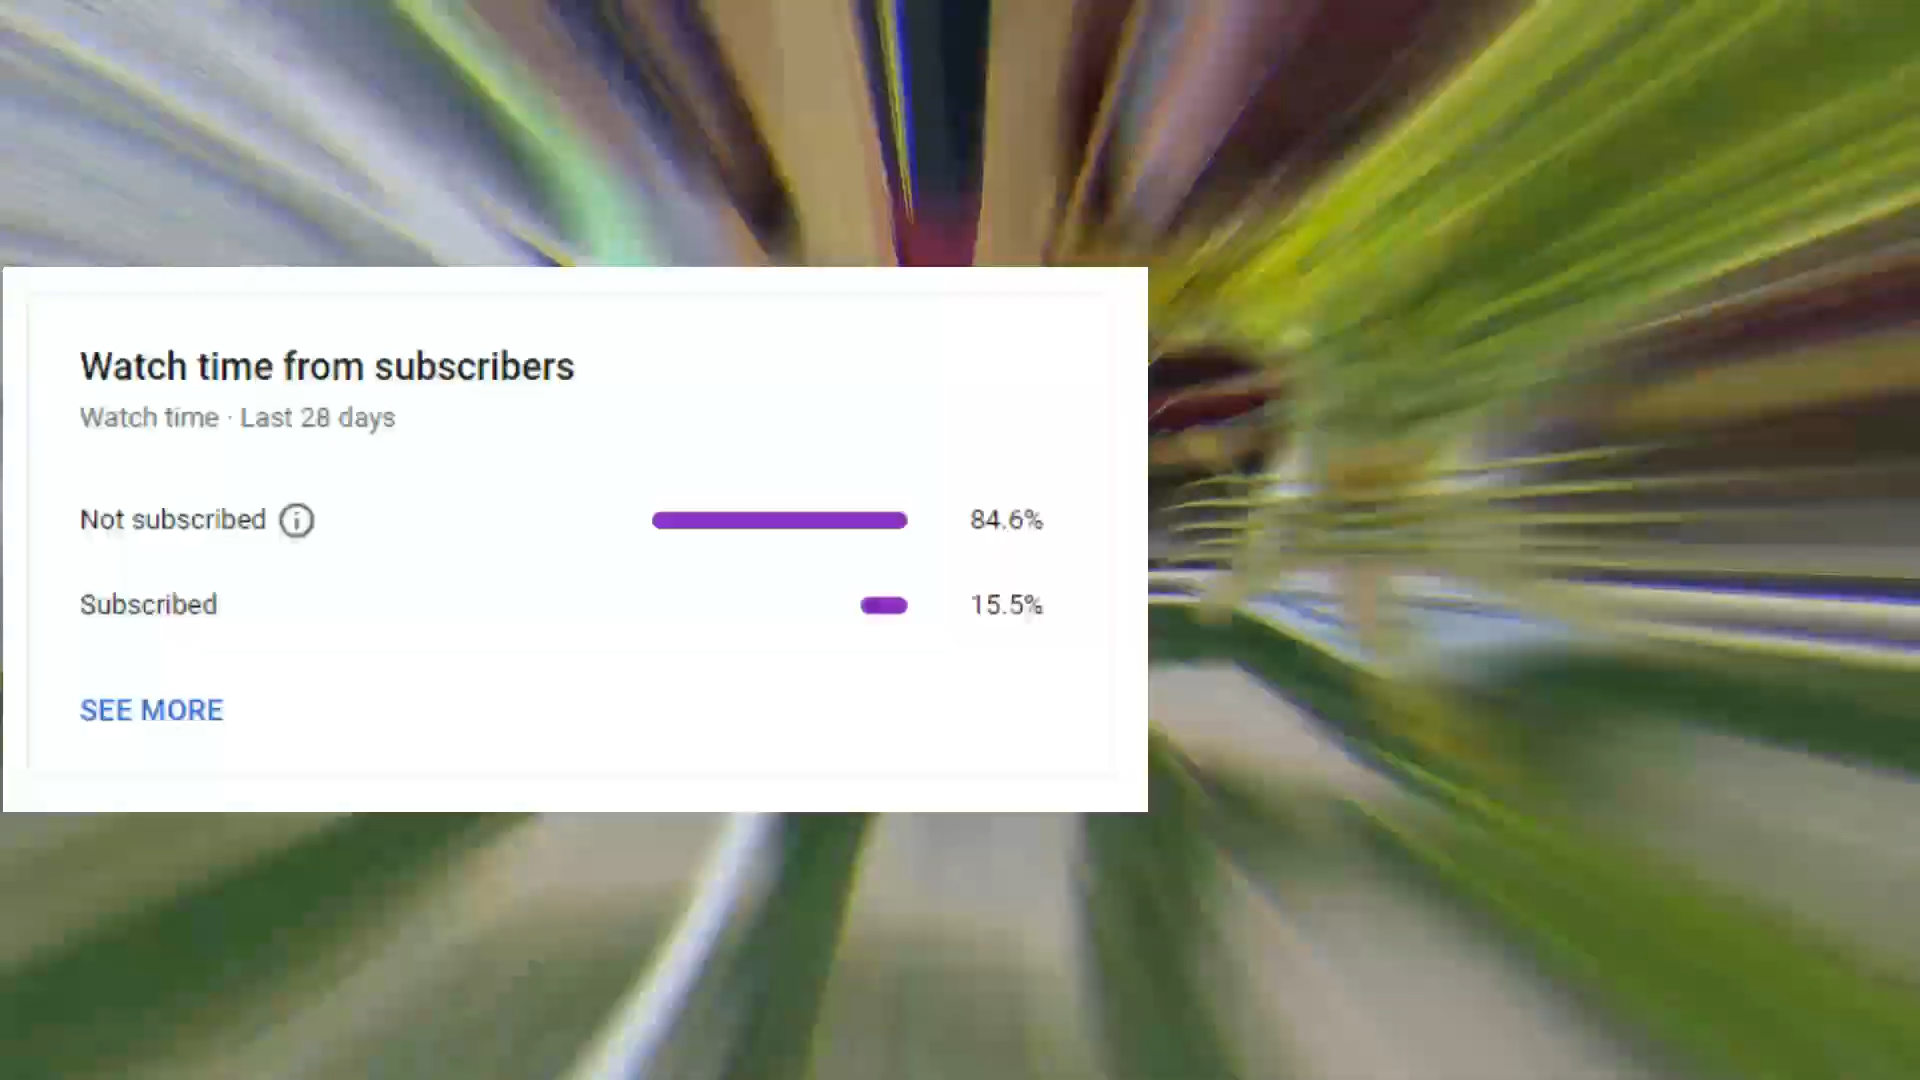 Watch time from subscribers
Watch time · Last 28 days
Not subscribed 84.6%
Subscribed 15.5%
SEE MORE